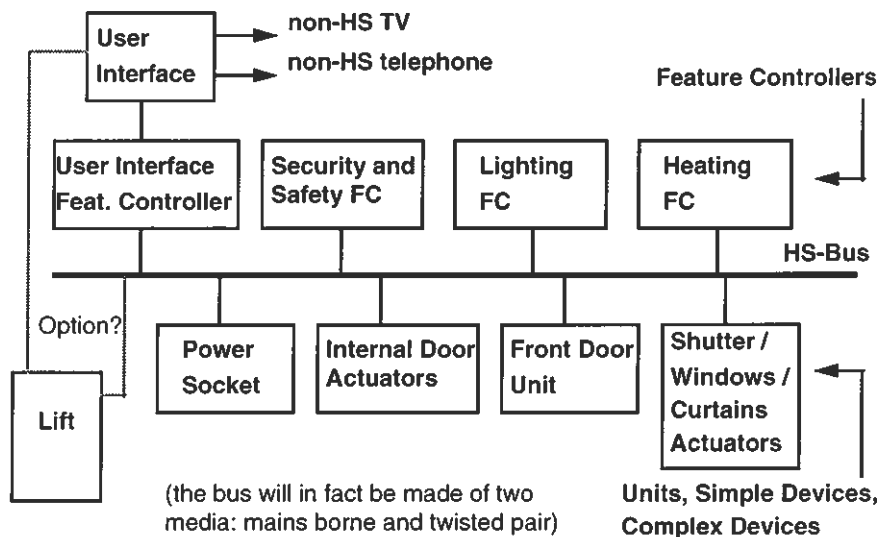 User
Interface
non-HS TV
non-HS telephone
Feature Controllers
User Interface
Feat. Controller
Security and
Safety FC
Lighting
FC
Heating
FC
HS-Bus
Option?
Lift
Power
Socket
Internal Door
Actuators
Front Door
Unit
Shutter /
Windows /
Curtains
Actuators
(the bus will in fact be made of two
media: mains borne and twisted pair)
Units, Simple Devices,
Complex Devices